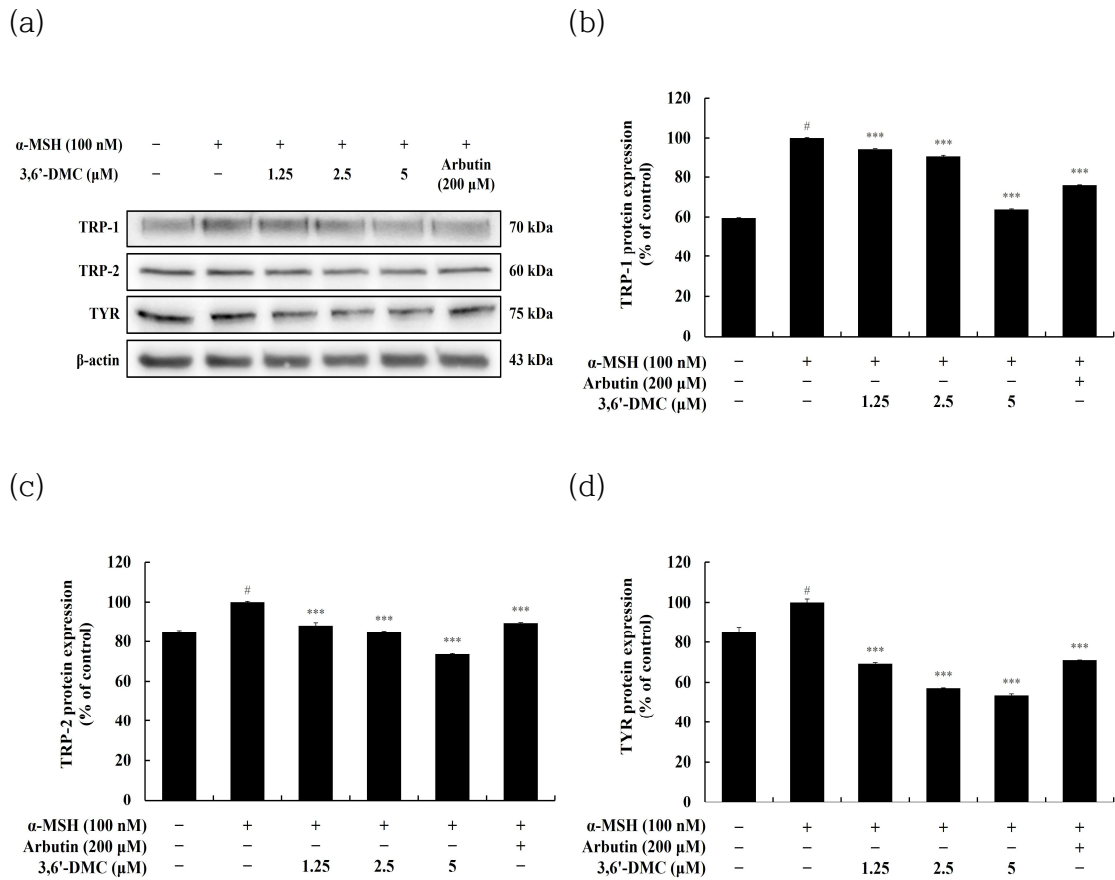 (a)
α-MSH (100 nM) − + + + + +
3,6'-DMC (μM) − − 1.25 2.5 5 Arbutin (200 μM)
TRP-1 70 kDa
TRP-2 60 kDa
TYR 75 kDa
β-actin 43 kDa
(b)
TRP-1 protein expression
(% of control)
120
100
80
60
40
20
0
# *** *** *** ***
α-MSH (100 nM) − + + + + +
Arbutin (200 μM) − − − − − +
3,6'-DMC (μM) − − 1.25 2.5 5 −
(c)
TRP-2 protein expression
(% of control)
120
100
80
60
40
20
0
# *** *** *** ***
α-MSH (100 nM) − + + + + +
Arbutin (200 μM) − − − − − +
3,6'-DMC (μM) − − 1.25 2.5 5 −
(d)
TYR protein expression
(% of control)
120
100
80
60
40
20
0
# *** *** *** ***
α-MSH (100 nM) − + + + + +
Arbutin (200 μM) − − − − − +
3,6'-DMC (μM) − − 1.25 2.5 5 −